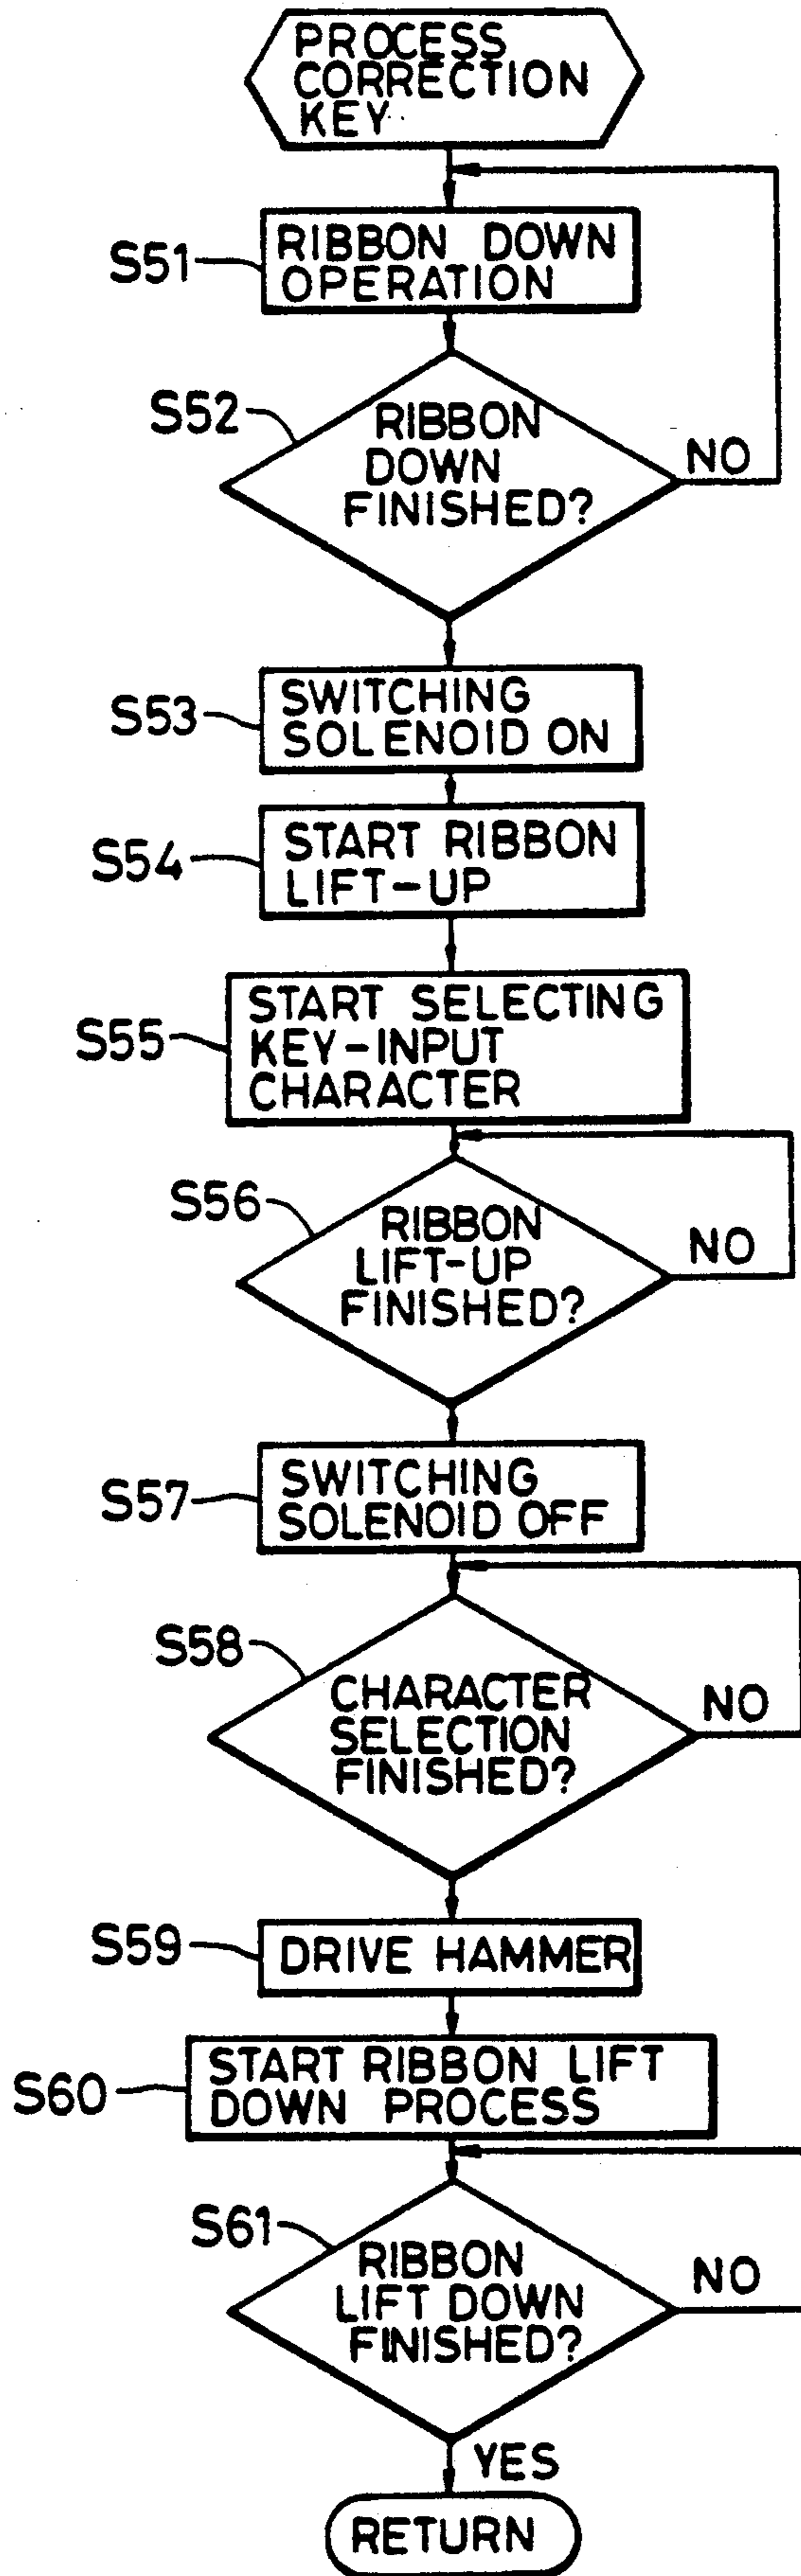 PROCESS
CORRECTION
KEY
S51
RIBBON DOWN
OPERATION
S52
RIBBON
DOWN
FINISHED?
NO
S53
SWITCHING
SOLENOID ON
S54
START RIBBON
LIFT-UP
S55
START SELECTING
KEY-INPUT
CHARACTER
S56
RIBBON
LIFT-UP
FINISHED?
NO
S57
SWITCHING
SOLENOID OFF
S58
CHARACTER
SELECTION
FINISHED?
NO
S59
DRIVE HAMMER
S60
START RIBBON LIFT
DOWN PROCESS
S61
RIBBON
LIFT DOWN
FINISHED?
NO
YES
RETURN